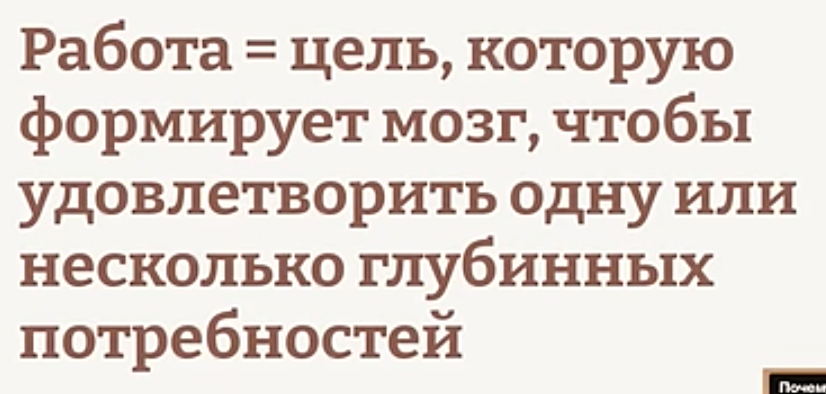 Работа = цель, которую
формирует мозг, чтобы
удовлетворить одну или
несколько глубинных
потребностей